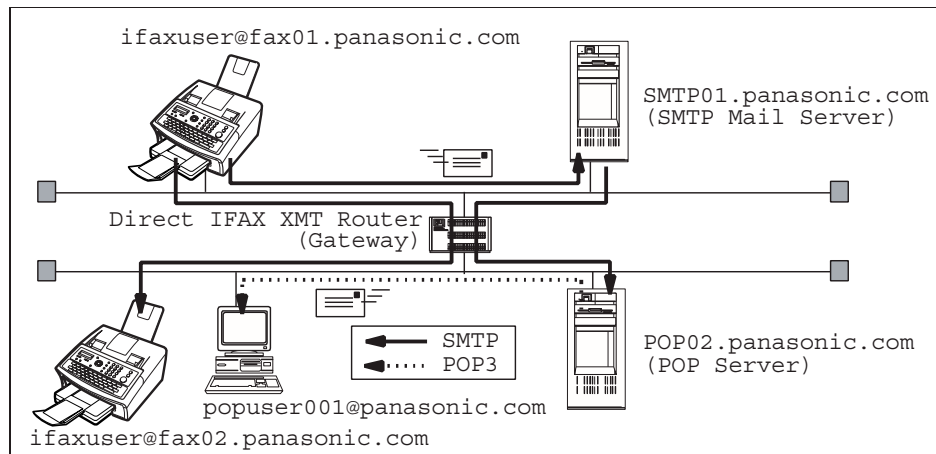 ifaxuser@fax01.panasonic.com
SMTP01.panasonic.com
(SMTP Mail Server)
Direct IFAX XMT Router
(Gateway)
SMTP
POP3
POP02.panasonic.com
(POP Server)
popuser001@panasonic.com
ifaxuser@fax02.panasonic.com